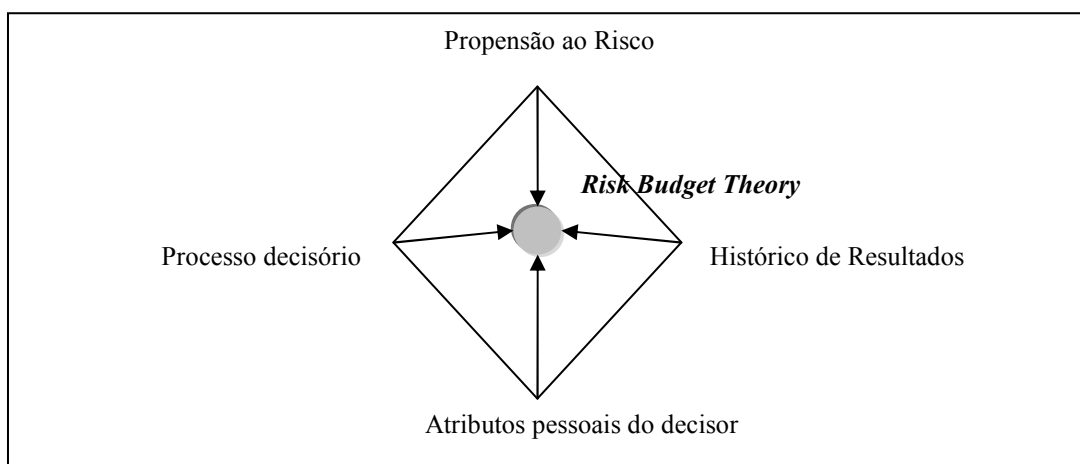 Propensão ao Risco
Risk Budget Theory
Processo decisório
Histórico de Resultados
Atributos pessoais do decisor